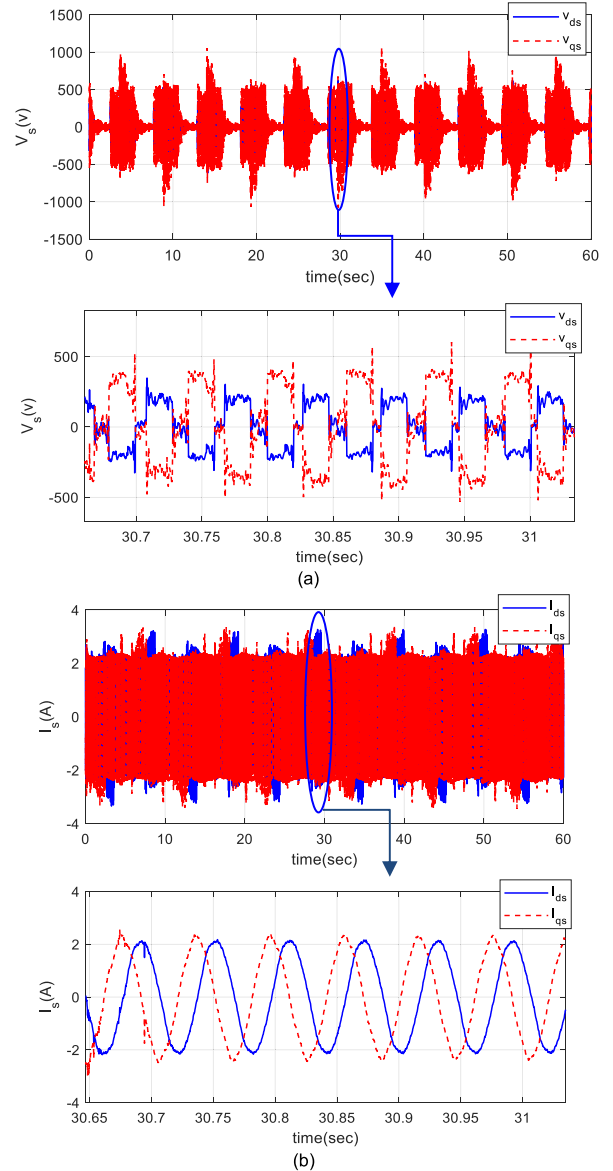 v_ds
v_qs
1500
1000
500
0
-500
-1000
-1500
V_s(v)
0 10 20 30 40 50 60
time(sec)
v_ds
v_qs
500
0
-500
V_s(v)
30.7 30.75 30.8 30.85 30.9 30.95 31
time(sec)
(a)
I_ds
I_qs
4
2
0
-2
-4
I_s(A)
0 10 20 30 40 50 60
time(sec)
I_ds
I_qs
4
2
0
-2
-4
I_s(A)
30.65 30.7 30.75 30.8 30.85 30.9 30.95 31
time(sec)
(b)